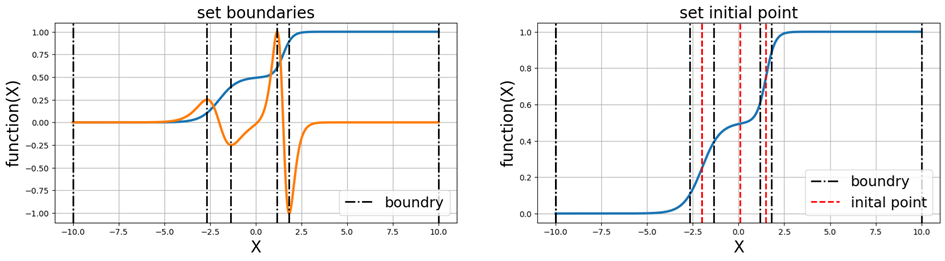 set boundaries
function(X)
1.00
0.75
0.50
0.25
0.00
−0.25
−0.50
−0.75
−1.00
boundry
−10.0 −7.5 −5.0 −2.5 0.0 2.5 5.0 7.5 10.0
X
set initial point
function(X)
1.0
0.8
0.6
0.4
0.2
0.0
boundry
inital point
−10.0 −7.5 −5.0 −2.5 0.0 2.5 5.0 7.5 10.0
X